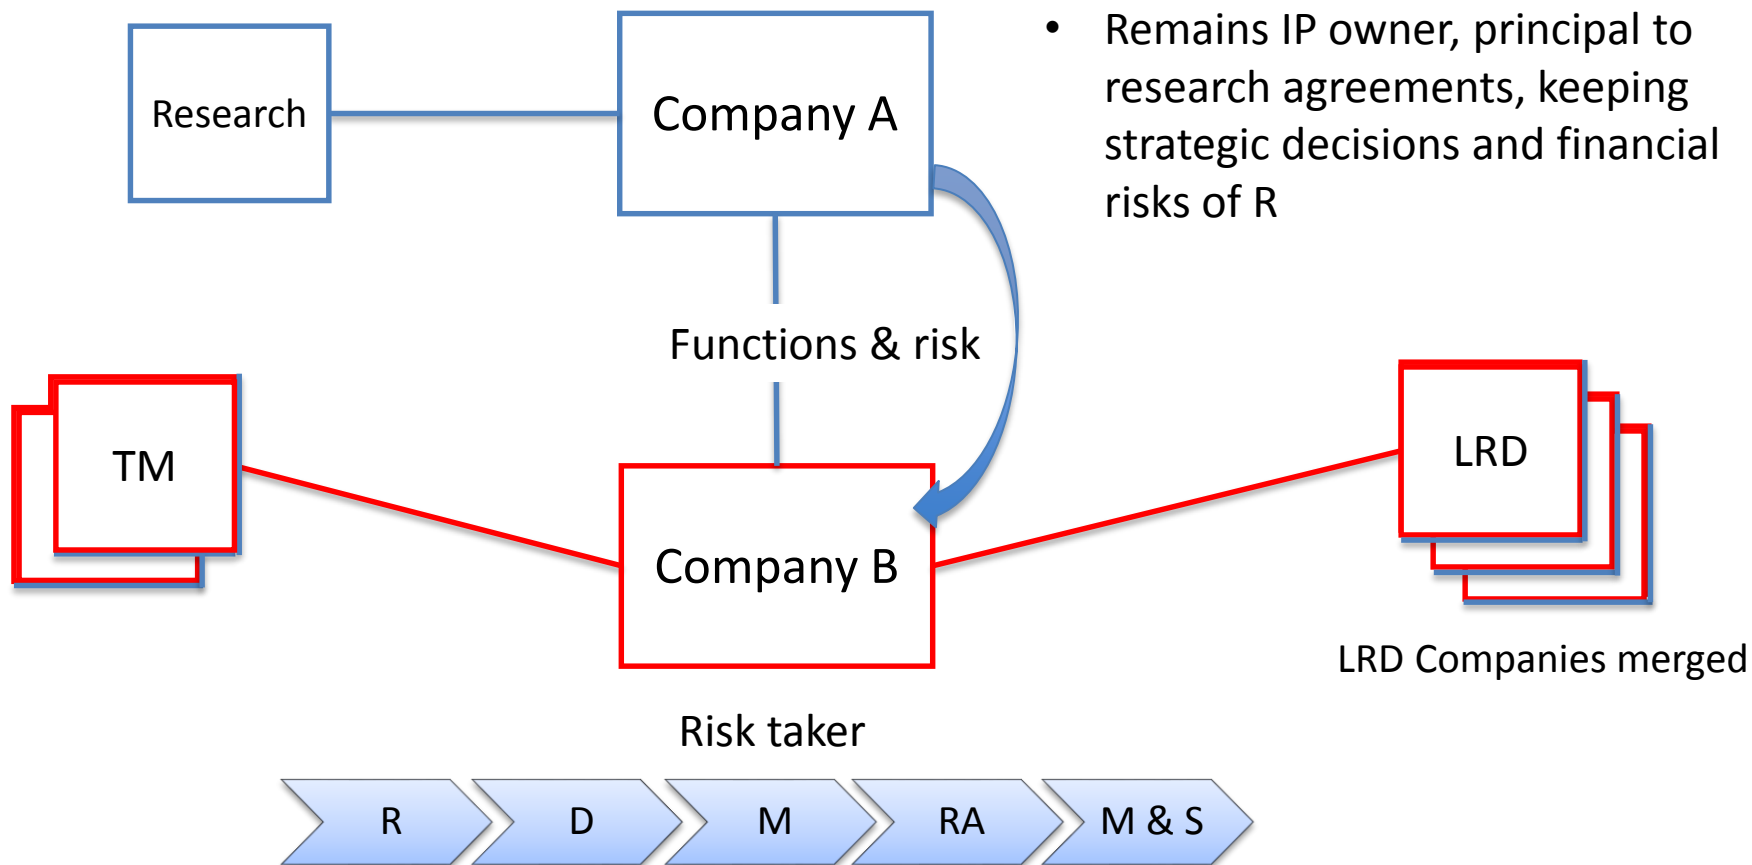 • Remains IP owner, principal to
research agreements, keeping
strategic decisions and financial
risks of R
Research
Company A
Functions & risk
TM
LRD
Company B
LRD Companies merged
Risk taker
R
D
M
RA
M & S